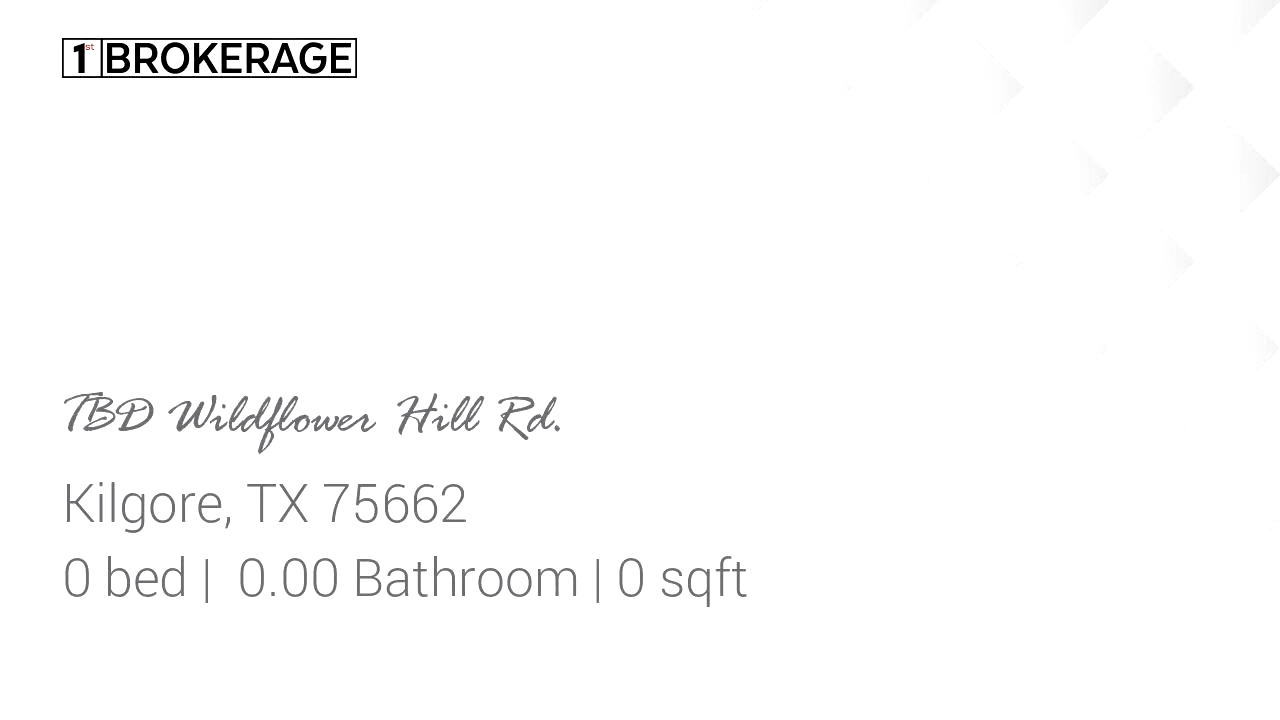 1st BROKERAGE
TBD Wildflower Hill Rd.
Kilgore, TX 75662
0 bed | 0.00 Bathroom | 0 sqft